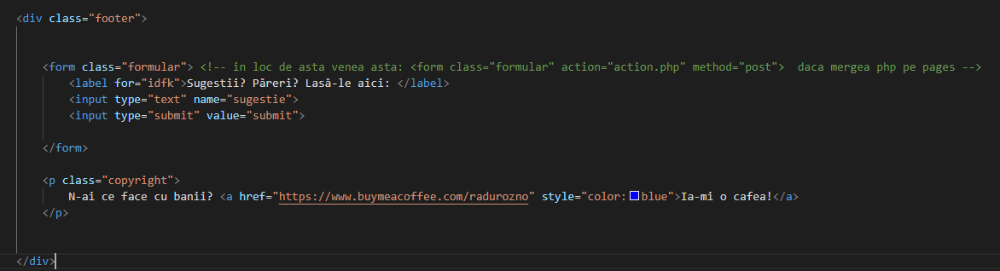 <div class="footer">
<form class="formular"> <!-- in loc de asta venea asta: <form class="formular" action="action.php" method="post">  daca mergea php pe pages -->
<label for="idfk">Sugestii? Păreri? Lasă-le aici: </label>
<input type="text" name="sugestie">
<input type="submit" value="submit">
</form>
<p class="copyright">
N-ai ce face cu banii? <a href="https://www.buymeacoffee.com/radurozno" style="color:blue">Ia-mi o cafea!</a>
</p>
</div>